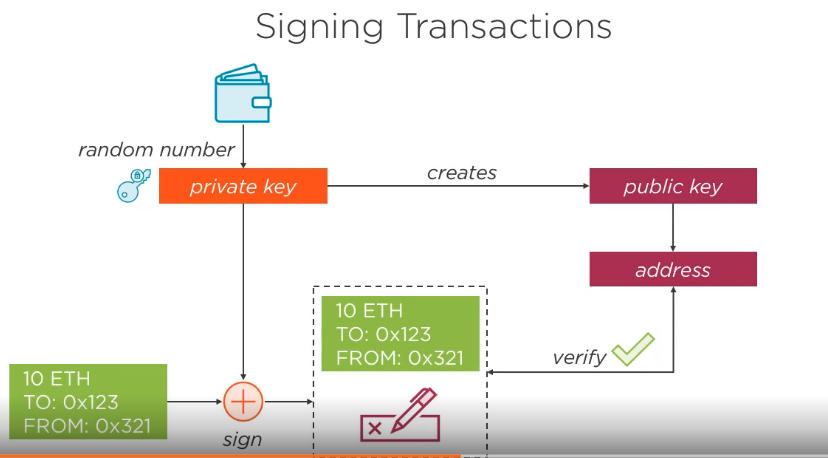 Signing Transactions
random number
private key
creates
public key
address
10 ETH
TO: 0x123
FROM: 0x321
verify
10 ETH
TO: 0x123
FROM: 0x321
sign